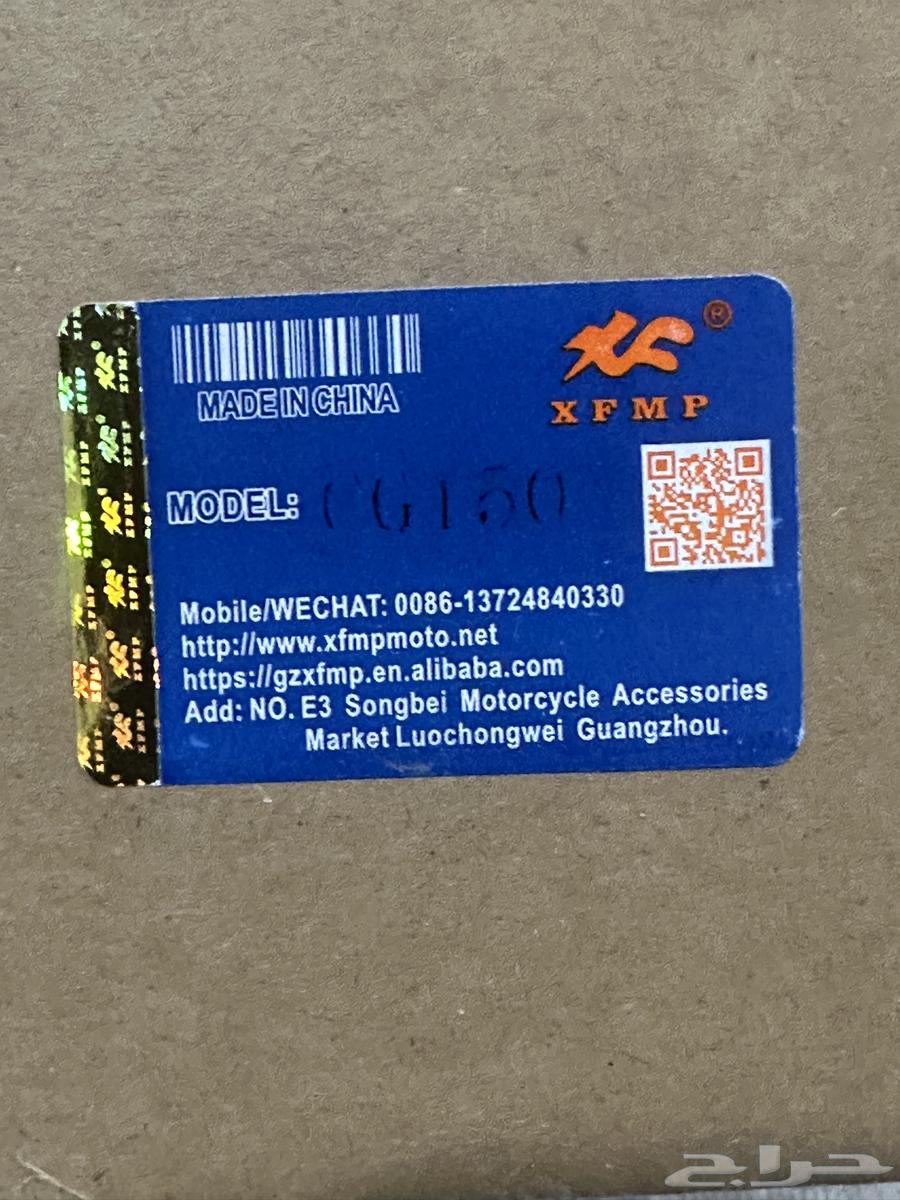 MADE IN CHINA
XFMP®
MODEL: CG150
Mobile/WECHAT: 0086-13724840330
http://www.xfmpmoto.net
https://gzxfmp.en.alibaba.com
Add: NO. E3 Songbei Motorcycle Accessories
Market Luochongwei Guangzhou.
حراج